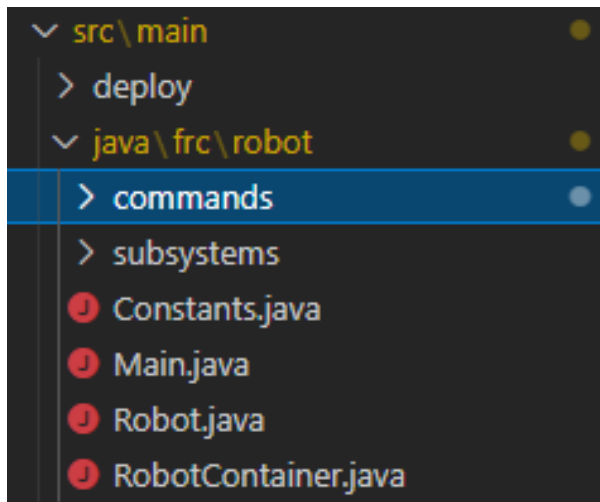 src\main
deploy
java\frc\robot
commands
subsystems
J Constants.java
J Main.java
J Robot.java
J RobotContainer.java